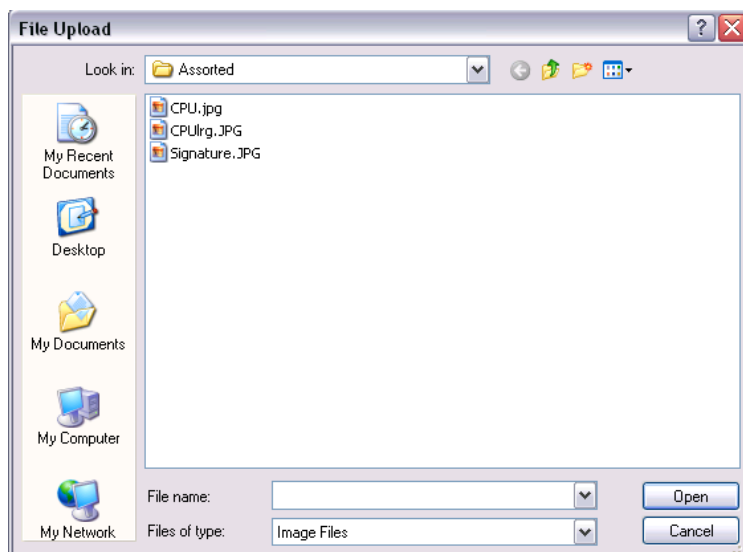 File Upload
Look in: Assorted
CPU.jpg
CPUlrg.JPG
Signature.JPG
My Recent
Documents
Desktop
My Documents
My Computer
My Network
File name:
Open
Files of type: Image Files
Cancel